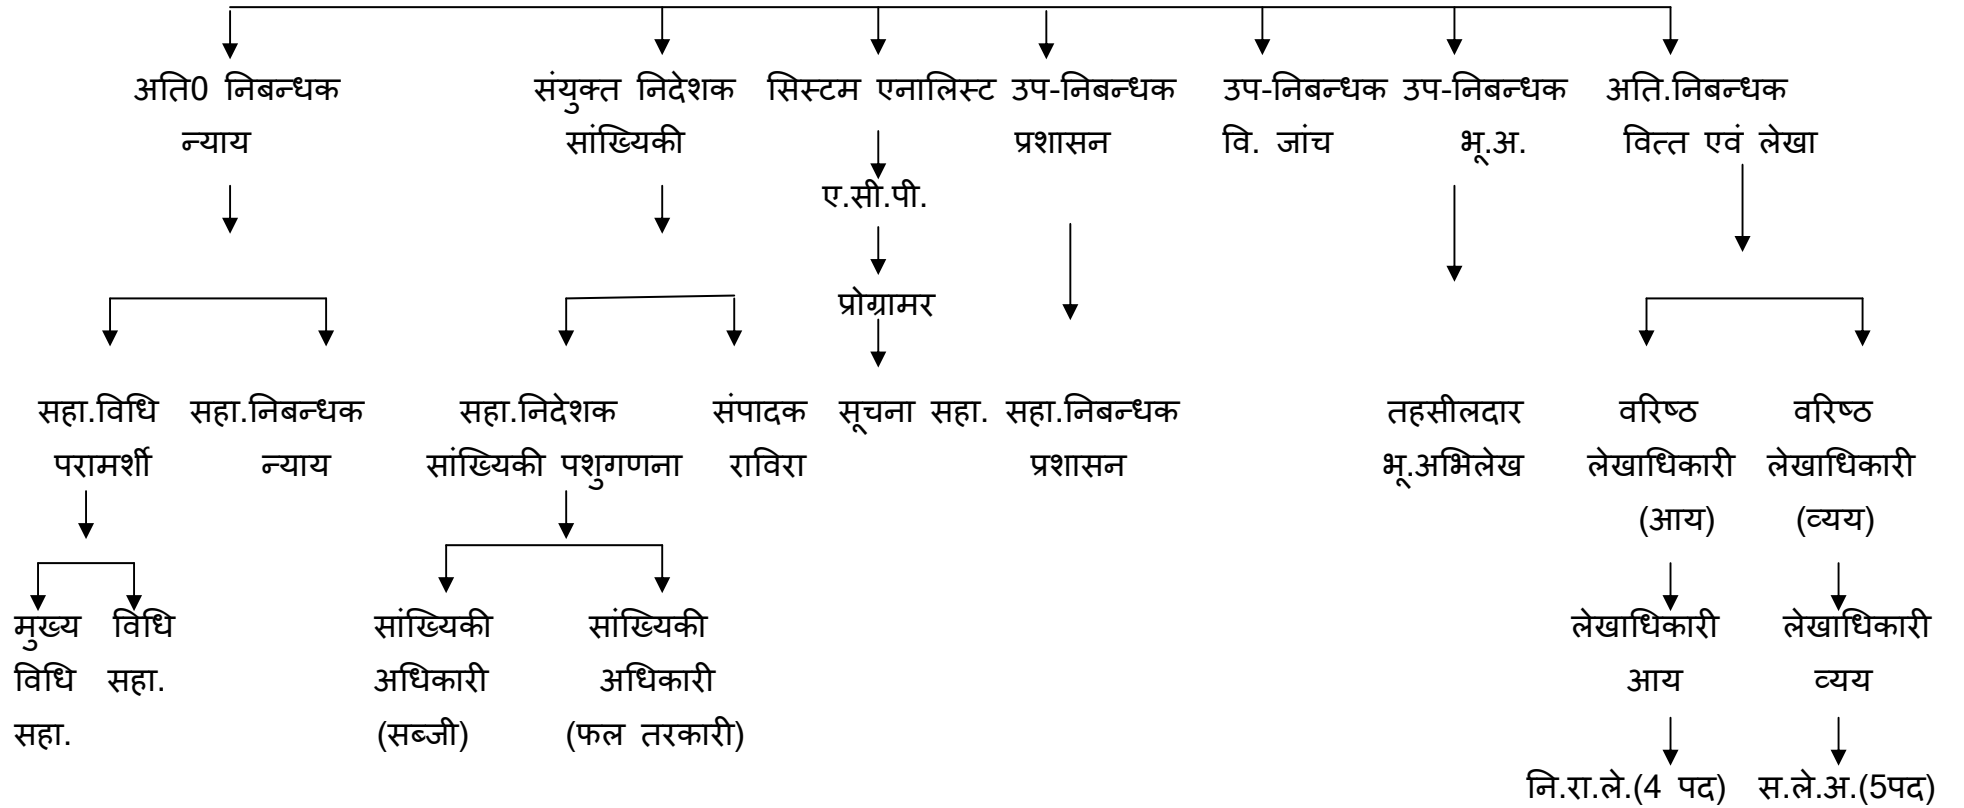 अति0 निबन्धक संयुक्त निदेशक सिस्टम एनालिस्ट उप-निबन्धक उप-निबन्धक उप-निबन्धक अति.निबन्धक
न्याय सांख्यिकी प्रशासन वि. जांच भू.अ. वित्त एवं लेखा
ए.सी.पी.
प्रोग्रामर
सहा.विधि सहा.निबन्धक सहा.निदेशक संपादक सूचना सहा. सहा.निबन्धक तहसीलदार वरिष्ठ वरिष्ठ
परामर्शी न्याय सांख्यिकी पशुगणना राविरा प्रशासन भू.अभिलेख लेखाधिकारी लेखाधिकारी
(आय) (व्यय)
मुख्य विधि सांख्यिकी सांख्यिकी लेखाधिकारी लेखाधिकारी
विधि सहा. अधिकारी अधिकारी आय व्यय
सहा. (सब्जी) (फल तरकारी)
नि.रा.ले.(4 पद) स.ले.अ.(5पद)